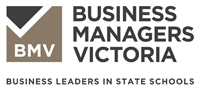 BMV
BUSINESS
MANAGERS
VICTORIA
BUSINESS LEADERS IN STATE SCHOOLS